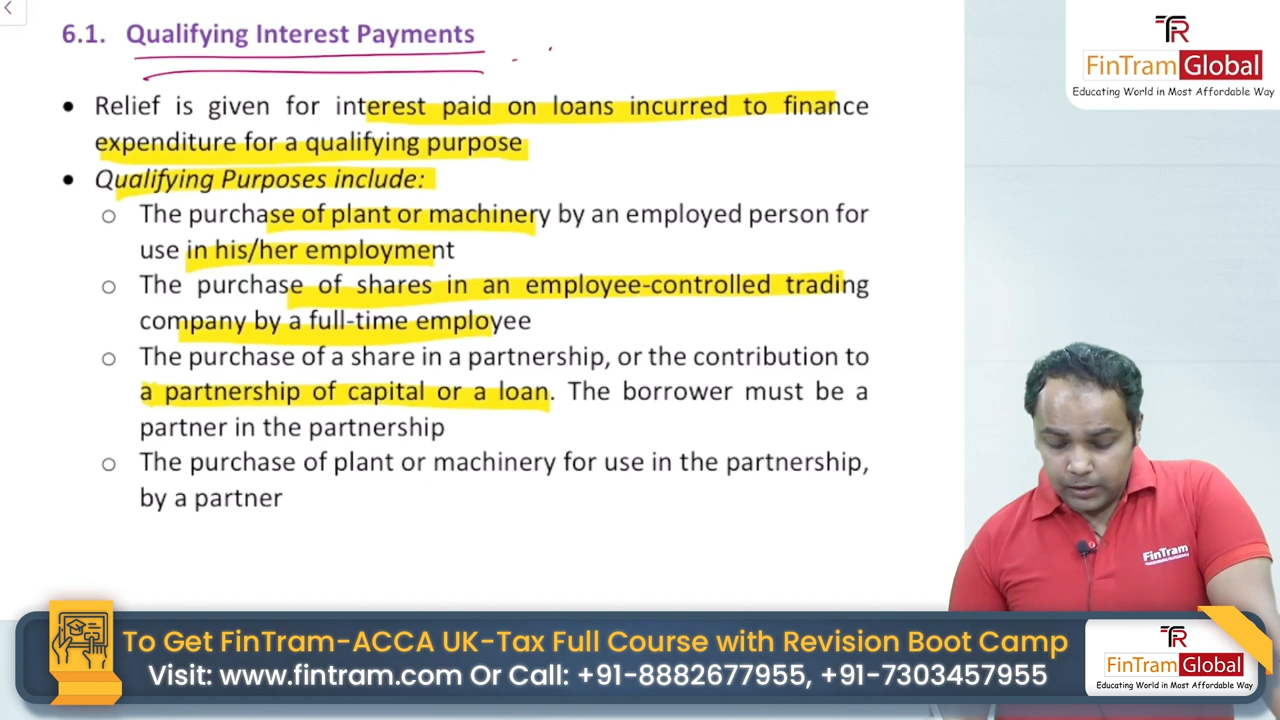 6.1. Qualifying Interest Payments
• Relief is given for interest paid on loans incurred to finance
expenditure for a qualifying purpose
• Qualifying Purposes include:
o The purchase of plant or machinery by an employed person for
use in his/her employment
o The purchase of shares in an employee-controlled trading
company by a full-time employee
o The purchase of a share in a partnership, or the contribution to
a partnership of capital or a loan. The borrower must be a
partner in the partnership
o The purchase of plant or machinery for use in the partnership,
by a partner
FinTram Global
Educating World in Most Affordable Way
FinTram
To Get FinTram-ACCA UK-Tax Full Course with Revision Boot Camp
Visit: www.fintram.com Or Call: +91-8882677955, +91-7303457955
FinTram Global
Educating World in Most Affordable Way